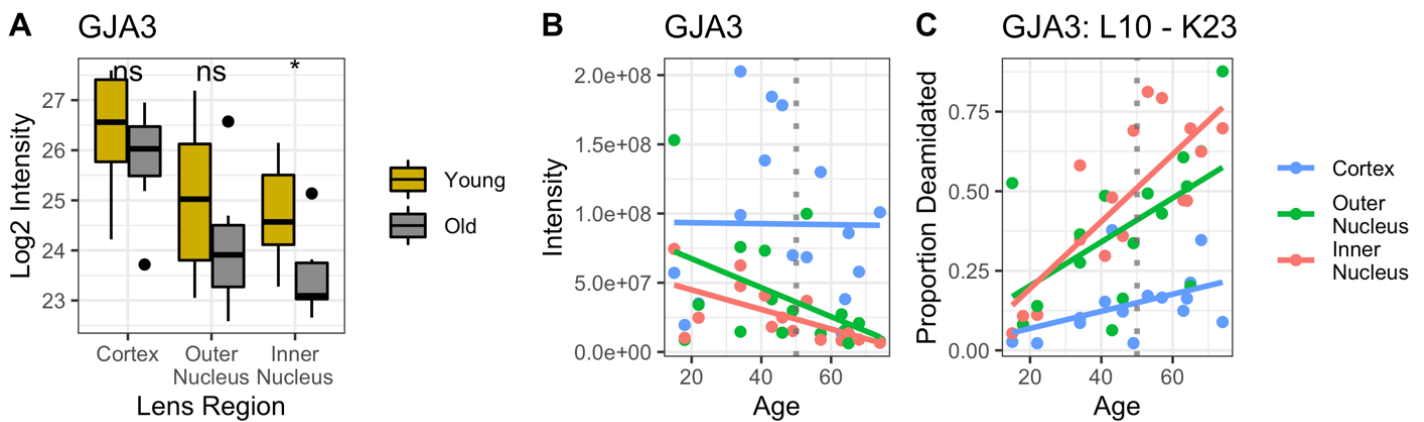 A GJA3
ns ns *
27
26
25
24
23
Log2 Intensity
Cortex Outer Nucleus Inner Nucleus
Lens Region
Young
Old
B GJA3
2.0e+08
1.5e+08
1.0e+08
5.0e+07
0.0e+00
Intensity
20 40 60
Age
C GJA3: L10 - K23
0.75
0.50
0.25
0.00
Proportion Deamidated
20 40 60
Age
Cortex
Outer
Nucleus
Inner
Nucleus